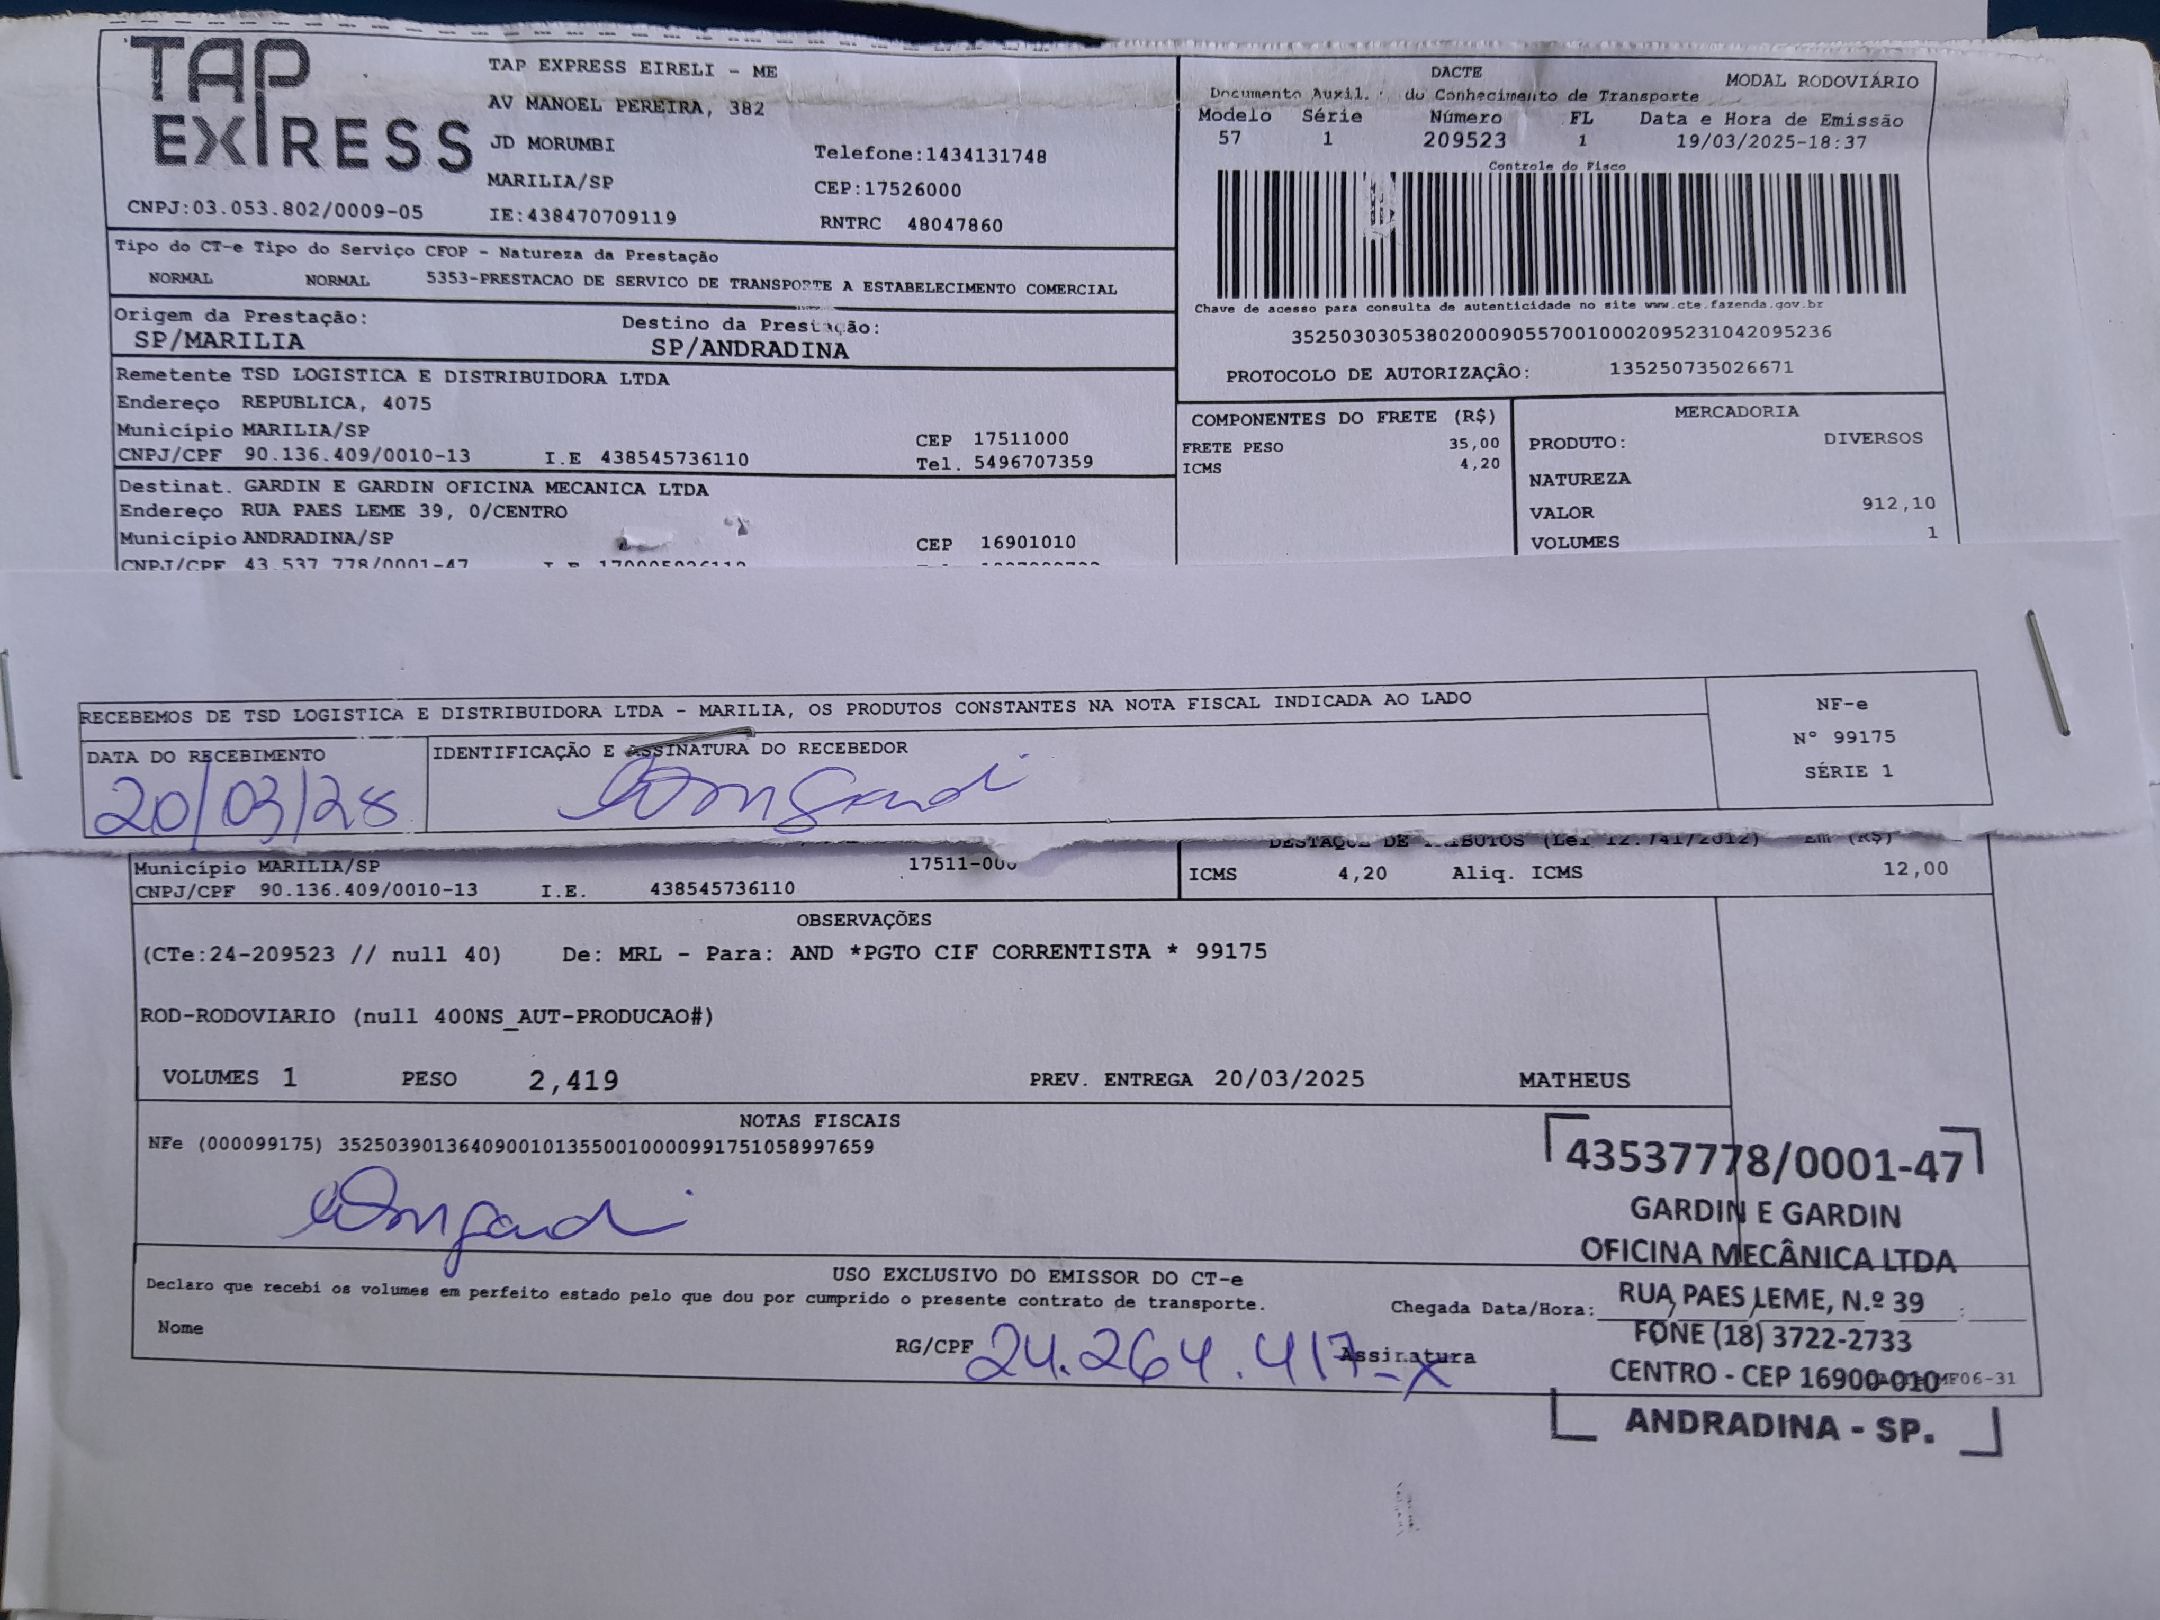 TAP
EXPRESS
TAP EXPRESS EIRELI - ME
AV MANOEL PEREIRA, 382
JD MORUMBI
Telefone:1434131748
MARILIA/SP
CEP:17526000
CNPJ:03.053.802/0009-05
IE:438470709119
RNTRC 48047860
DACTE
MODAL RODOVIÁRIO
Documento Auxil. do Conhecimento de Transporte
Modelo Série Número FL Data e Hora de Emissão
57 1 209523 1 19/03/2025-18:37
Controle do Fisco
Chave de acesso para consulta de autenticidade no site www.cte.fazenda.gov.br
35250303053802000905570010002095231042095236
PROTOCOLO DE AUTORIZAÇÃO: 135250735026671
Tipo do CT-e Tipo do Serviço CFOP - Natureza da Prestação
NORMAL NORMAL 5353-PRESTACAO DE SERVICO DE TRANSPORTE A ESTABELECIMENTO COMERCIAL
Origem da Prestação: Destino da Prestação:
SP/MARILIA SP/ANDRADINA
Remetente TSD LOGISTICA E DISTRIBUIDORA LTDA
Endereço REPUBLICA, 4075
Município MARILIA/SP CEP 17511000
CNPJ/CPF 90.136.409/0010-13 I.E 438545736110 Tel. 5496707359
Destinat. GARDIN E GARDIN OFICINA MECANICA LTDA
Endereço RUA PAES LEME 39, 0/CENTRO
Município ANDRADINA/SP CEP 16901010
CNPJ/CPF 43.537.778/0001-47
COMPONENTES DO FRETE (R$)
FRETE PESO 35,00
ICMS 4,20
MERCADORIA
PRODUTO: DIVERSOS
NATUREZA
VALOR 912,10
VOLUMES 1
RECEBEMOS DE TSD LOGISTICA E DISTRIBUIDORA LTDA - MARILIA, OS PRODUTOS CONSTANTES NA NOTA FISCAL INDICADA AO LADO
DATA DO RECEBIMENTO
IDENTIFICAÇÃO E ASSINATURA DO RECEBEDOR
20/03/28
NF-e
N° 99175
SÉRIE 1
DESTAQUE DE TRIBUTOS (Lei 12.741/2012) Em (R$)
Município MARILIA/SP 17511-000
CNPJ/CPF 90.136.409/0010-13 I.E. 438545736110
ICMS 4,20 Aliq. ICMS 12,00
OBSERVAÇÕES
(CTe:24-209523 // null 40) De: MRL - Para: AND *PGTO CIF CORRENTISTA * 99175
ROD-RODOVIARIO (null 400NS_AUT-PRODUCAO#)
VOLUMES 1 PESO 2,419 PREV. ENTREGA 20/03/2025 MATHEUS
NOTAS FISCAIS
NFe (000099175) 35250390136409001013550010000991751058997659
USO EXCLUSIVO DO EMISSOR DO CT-e
Declaro que recebi os volumes em perfeito estado pelo que dou por cumprido o presente contrato de transporte.
Chegada Data/Hora:
Nome
RG/CPF 24.264.417-X
Assinatura
43537778/0001-47
GARDIN E GARDIN
OFICINA MECÂNICA LTDA
RUA PAES LEME, N.º 39
FONE (18) 3722-2733
CENTRO - CEP 16900-010
ANDRADINA - SP.